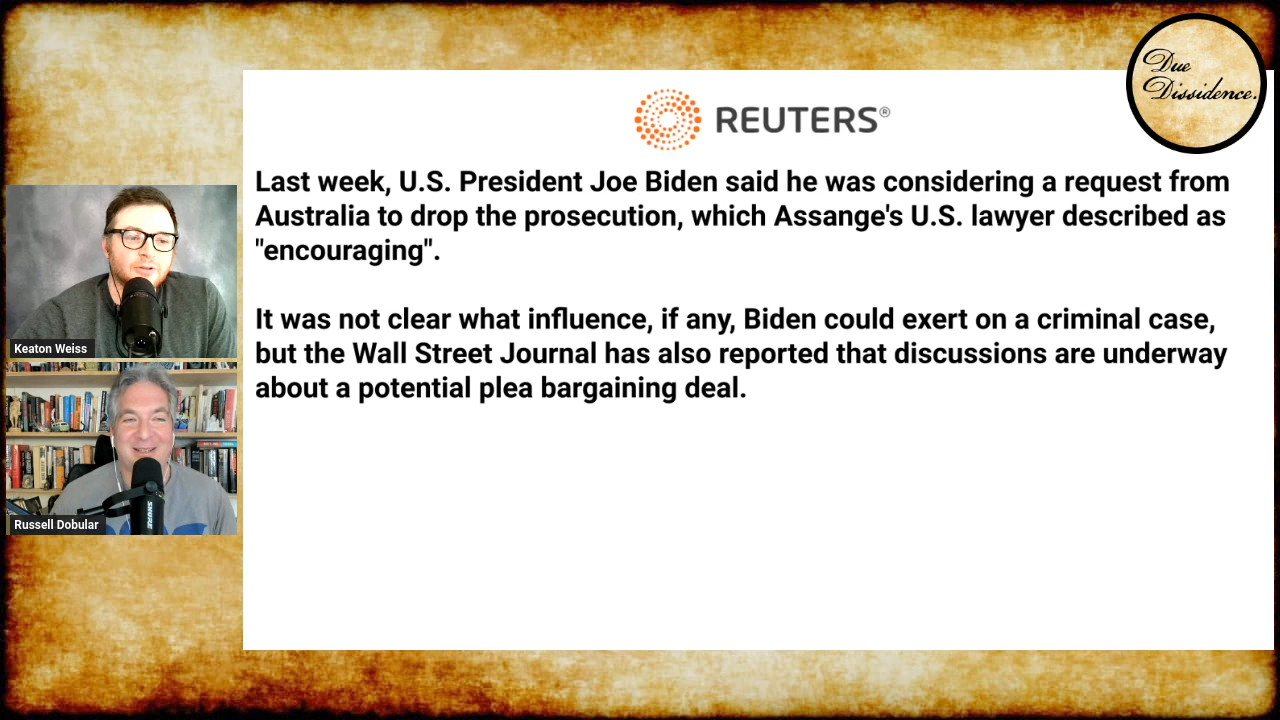 Due
Dissidence.
REUTERS®
Last week, U.S. President Joe Biden said he was considering a request from
Australia to drop the prosecution, which Assange's U.S. lawyer described as
"encouraging".
It was not clear what influence, if any, Biden could exert on a criminal case,
but the Wall Street Journal has also reported that discussions are underway
about a potential plea bargaining deal.
Keaton Weiss
SHURE
Russell Dobular